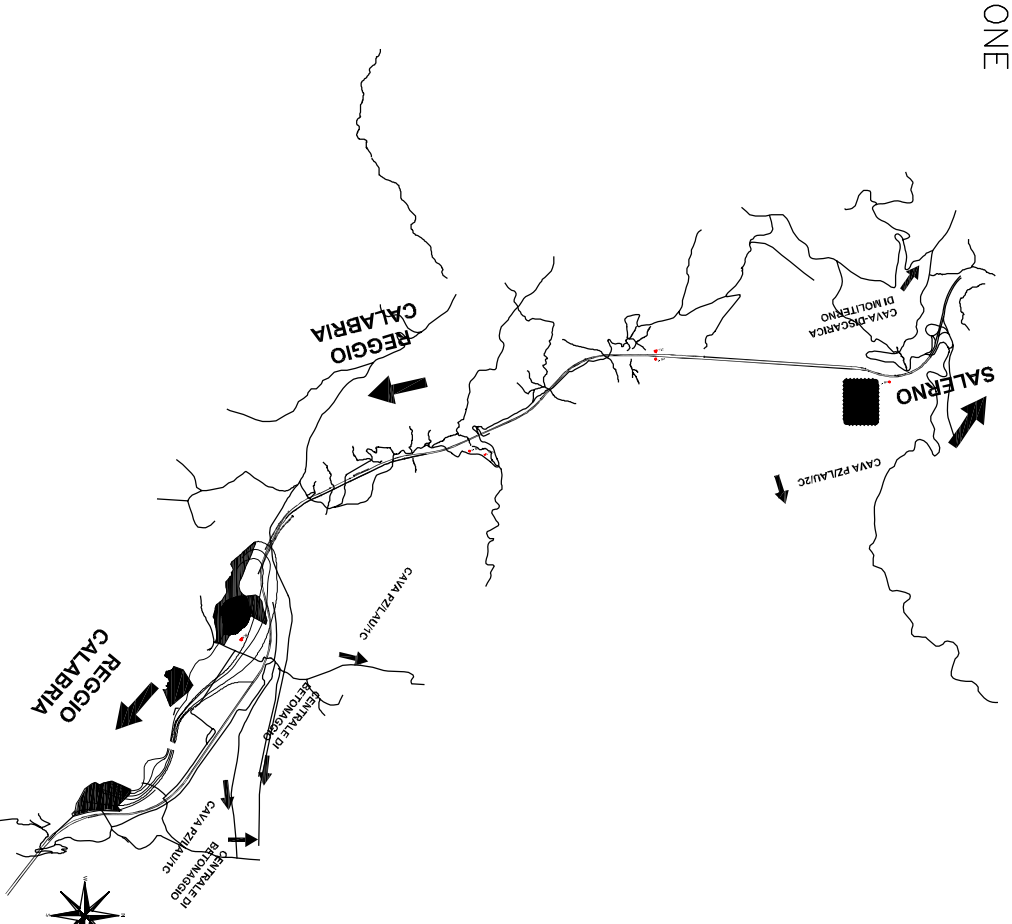 ONE
REGGIO
CALABRIA
CAVA-DISCARICA
DI MOLITERNO
SALERNO
CAVA PZ/LAU/2C
CAVA PZ/LAU/1C
REGGIO
CALABRIA
CENTRALE DI
BETONAGGIO
CAVA PZ/LAU/1C
CENTRALE DI
BETONAGGIO